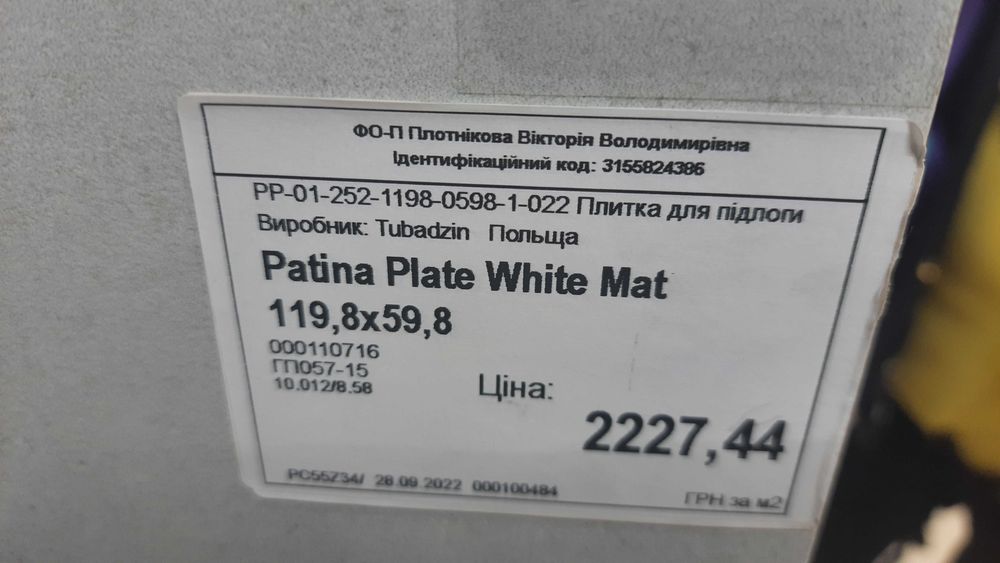 ФО-П Плотнікова Вікторія Володимирівна
Ідентифікаційний код: 3155824386
PP-01-252-1198-0598-1-022 Плитка для підлоги
Виробник: Tubadzin Польща
Patina Plate White Mat
119,8x59,8
000110716
ГП057-15
10.012/8.58
Ціна:
2227,44
28.09.2022 000100484
ГРН за м2